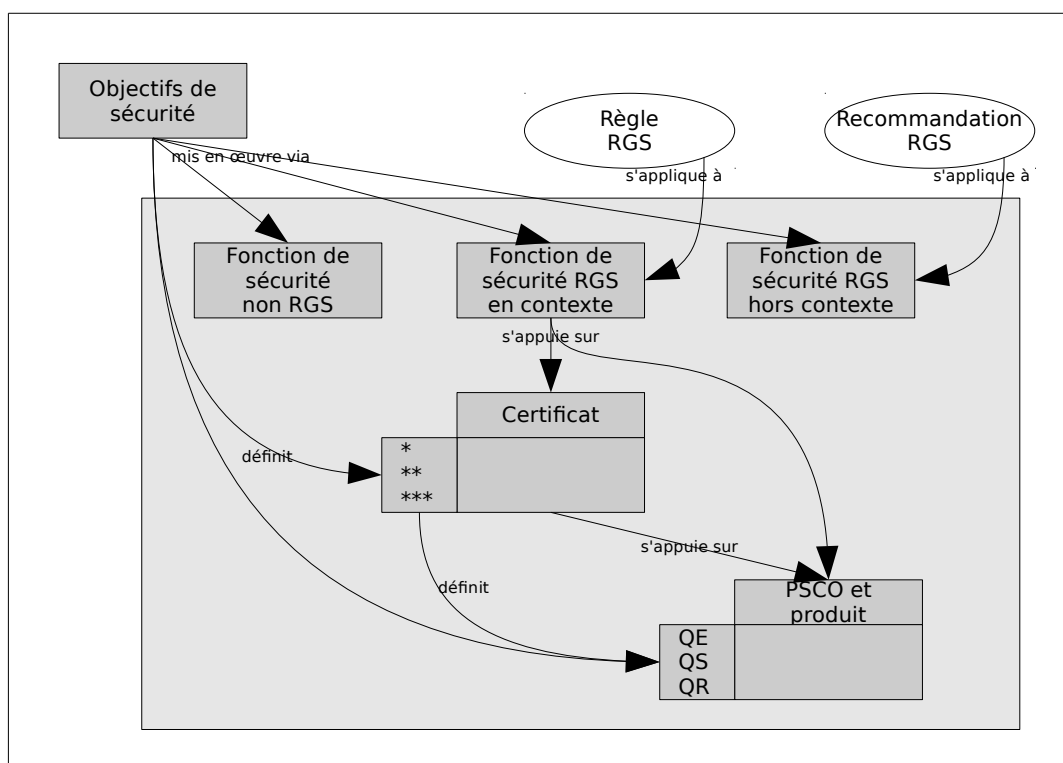 Objectifs de
sécurité
Règle
RGS
Recommandation
RGS
mis en œuvre via
s'applique à
s'applique à
Fonction de
sécurité
non RGS
Fonction de
sécurité RGS
en contexte
Fonction de
sécurité RGS
hors contexte
s'appuie sur
Certificat
*
**
***
définit
s'appuie sur
définit
PSCO et
produit
QE
QS
QR